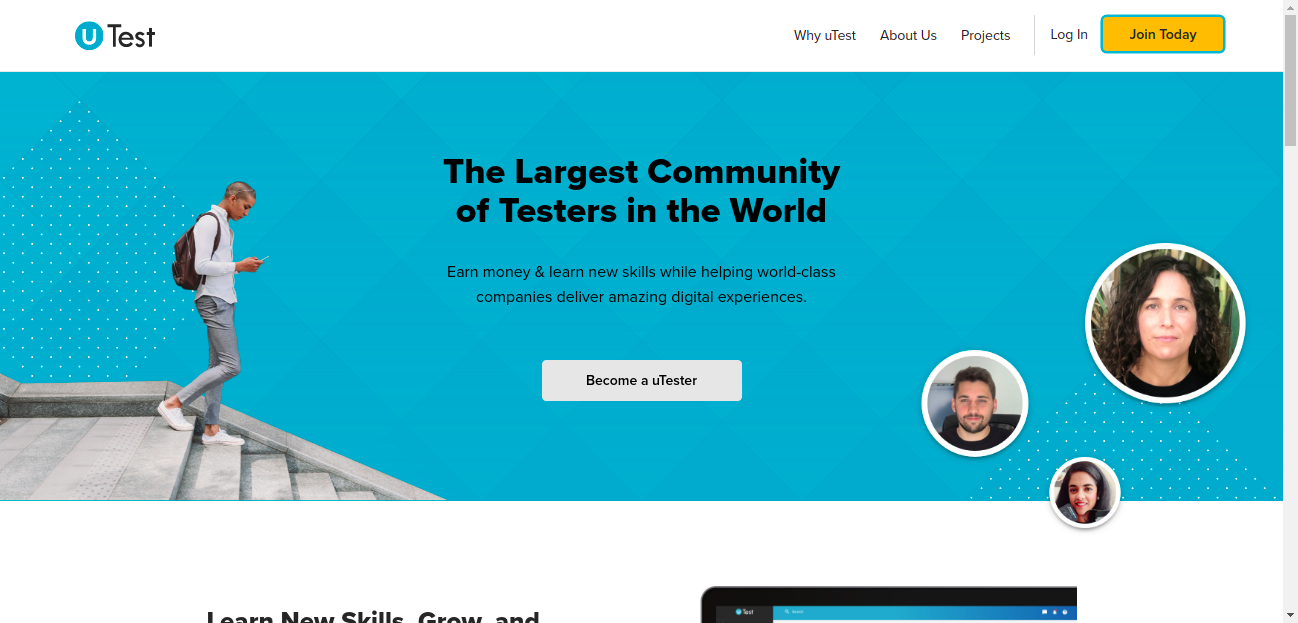 u Test
Why uTest
About Us
Projects
Log In
Join Today
The Largest Community
of Testers in the World
Earn money & learn new skills while helping world-class
companies deliver amazing digital experiences.
Become a uTester
Learn New Skills, Grow, and
uTest
Search